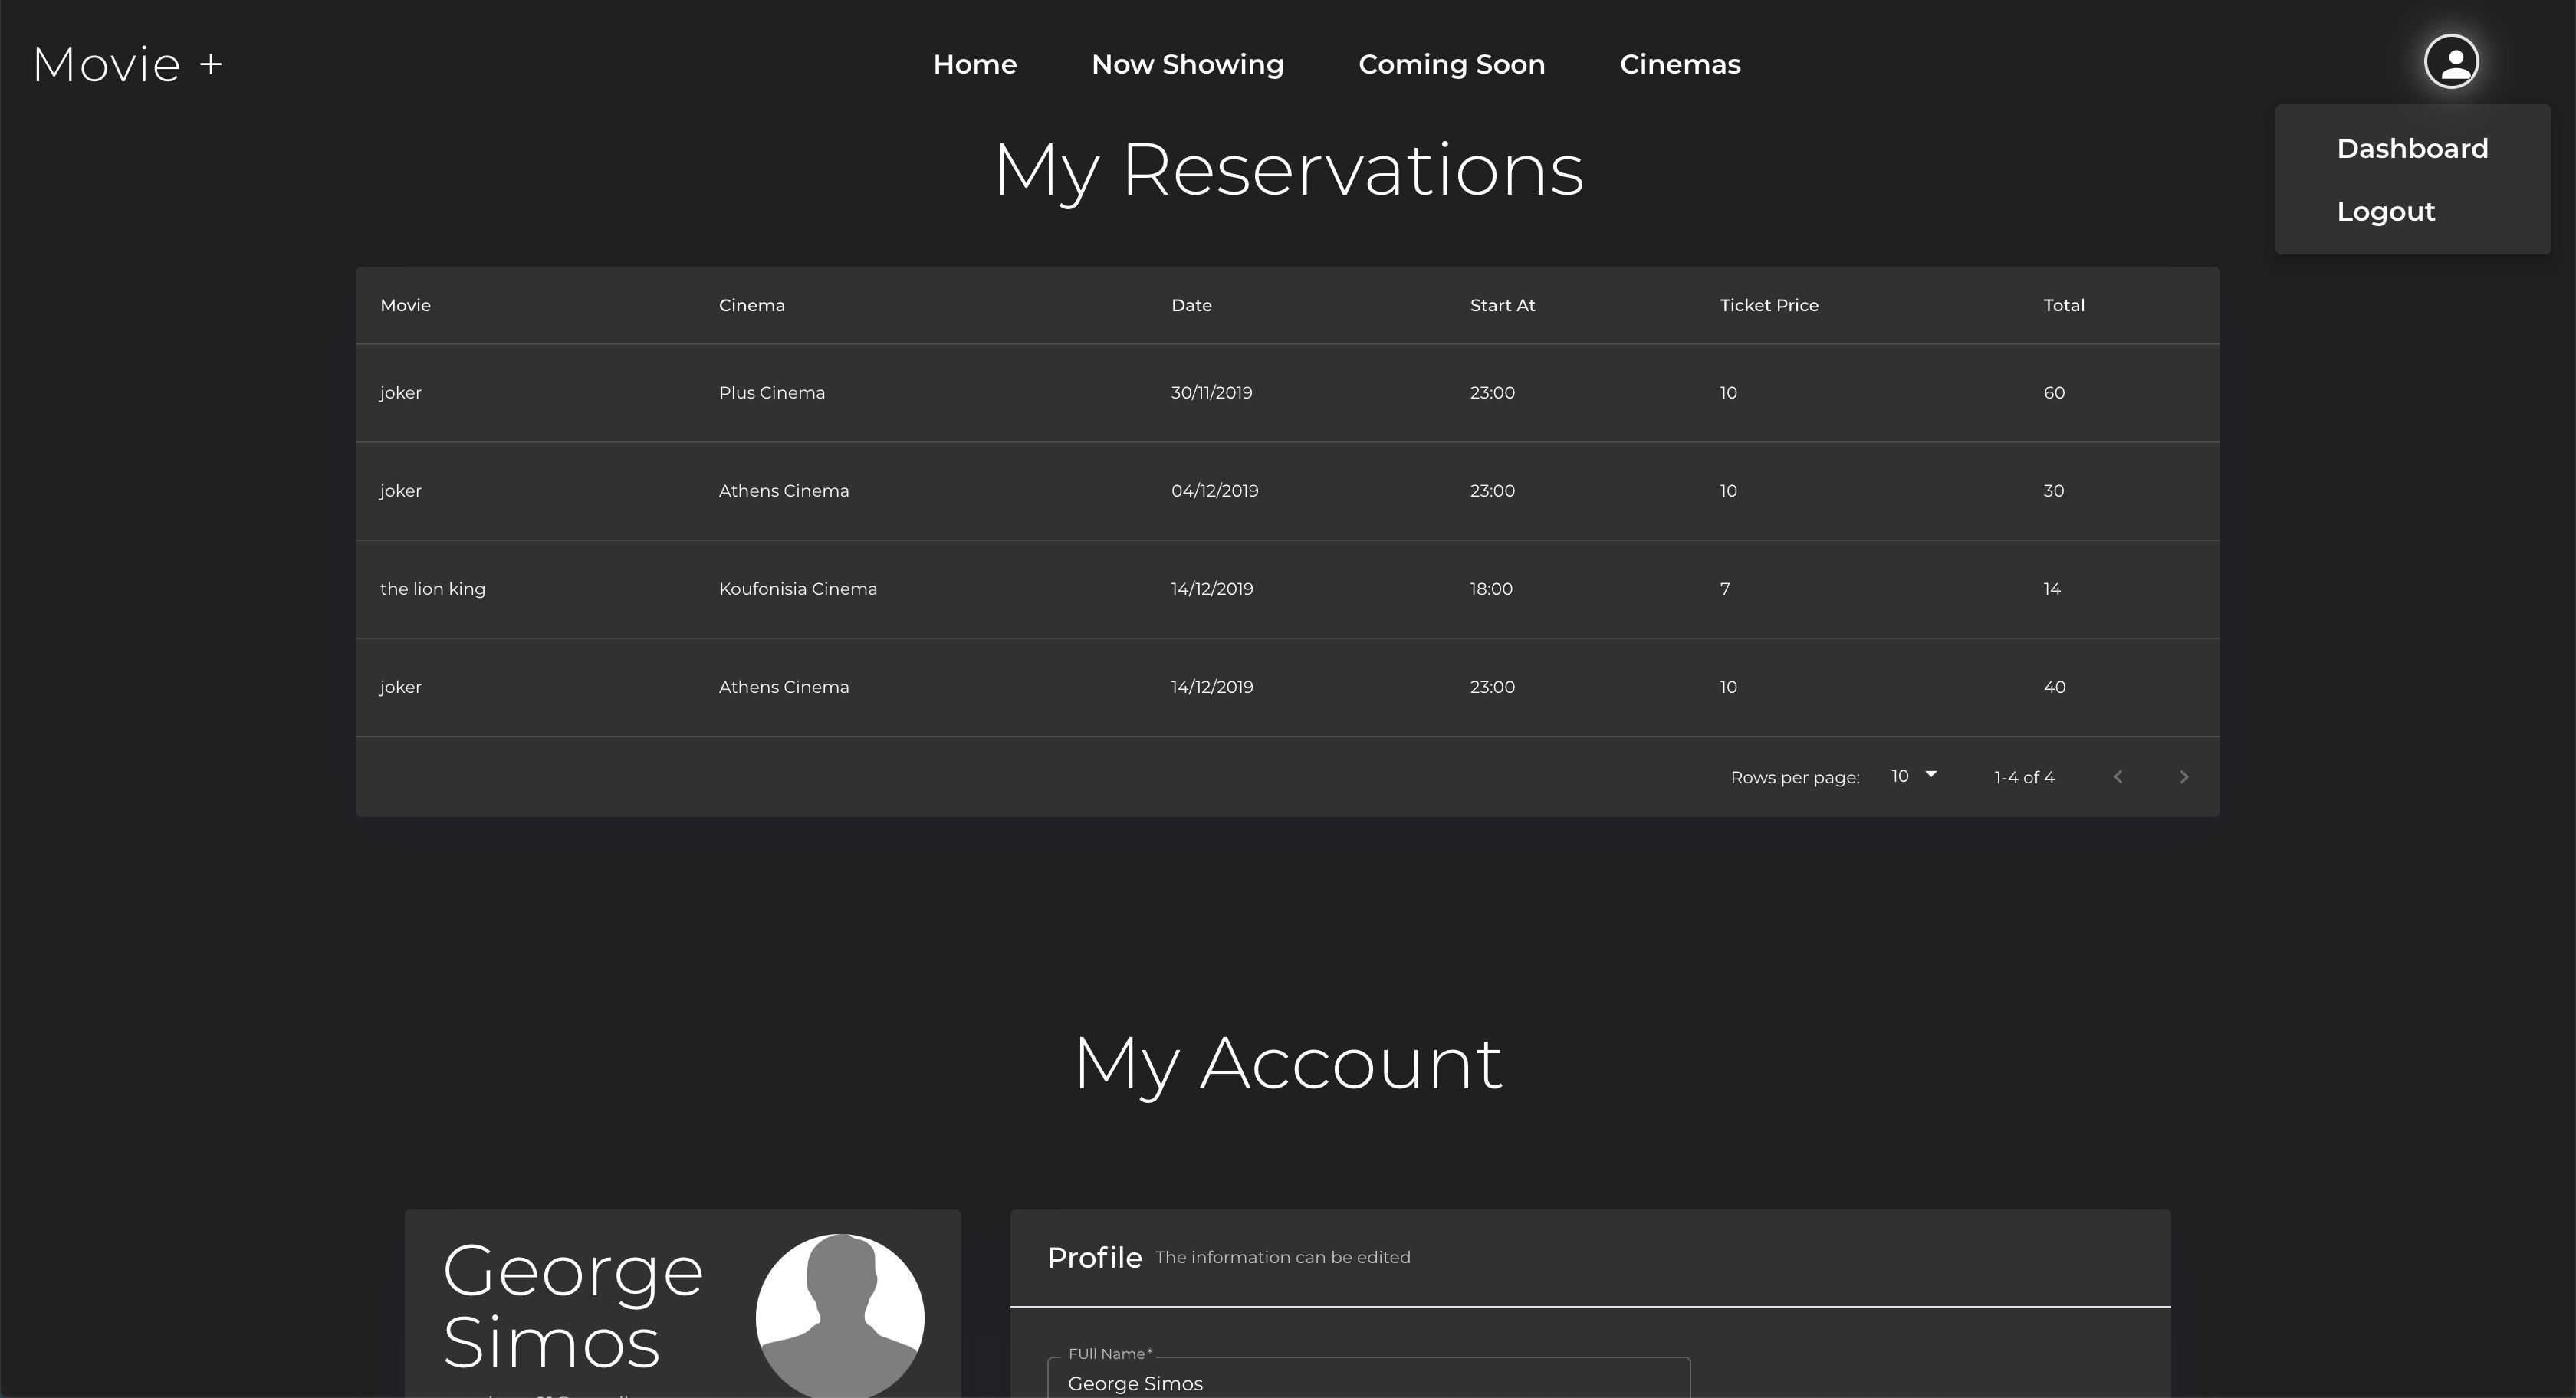 Movie +
Home Now Showing Coming Soon Cinemas
Dashboard
Logout
My Reservations
Movie Cinema Date Start At Ticket Price Total
joker Plus Cinema 30/11/2019 23:00 10 60
joker Athens Cinema 04/12/2019 23:00 10 30
the lion king Koufonisia Cinema 14/12/2019 18:00 7 14
joker Athens Cinema 14/12/2019 23:00 10 40
Rows per page: 10 1-4 of 4
My Account
George
Simos
Profile The information can be edited
FUll Name*
George Simos